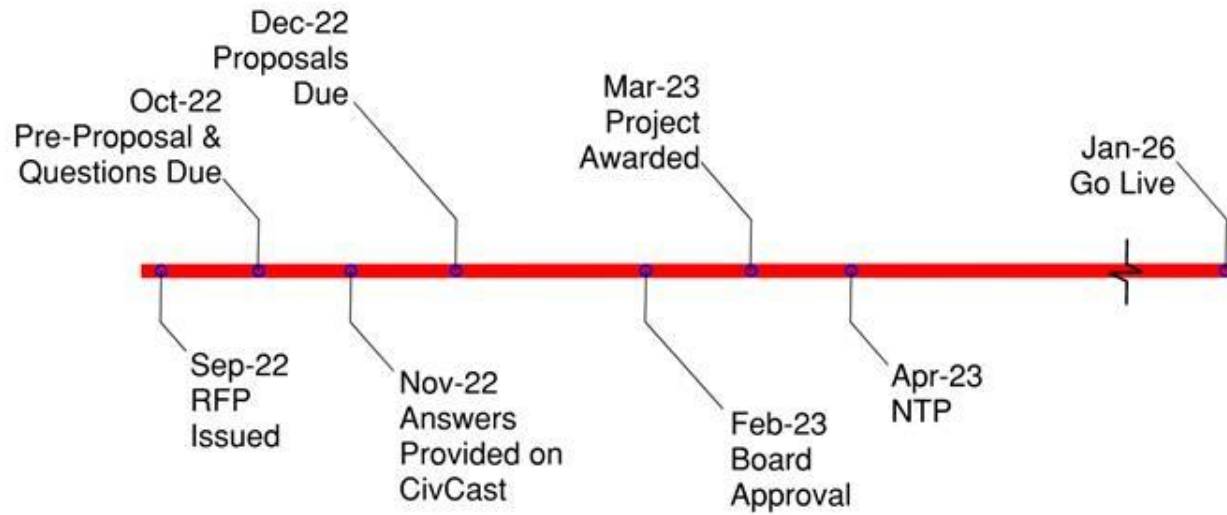 Dec-22
Proposals
Due
Oct-22
Pre-Proposal &
Questions Due
Mar-23
Project
Awarded
Jan-26
Go Live
Sep-22
RFP
Issued
Nov-22
Answers
Provided on
CivCast
Feb-23
Board
Approval
Apr-23
NTP